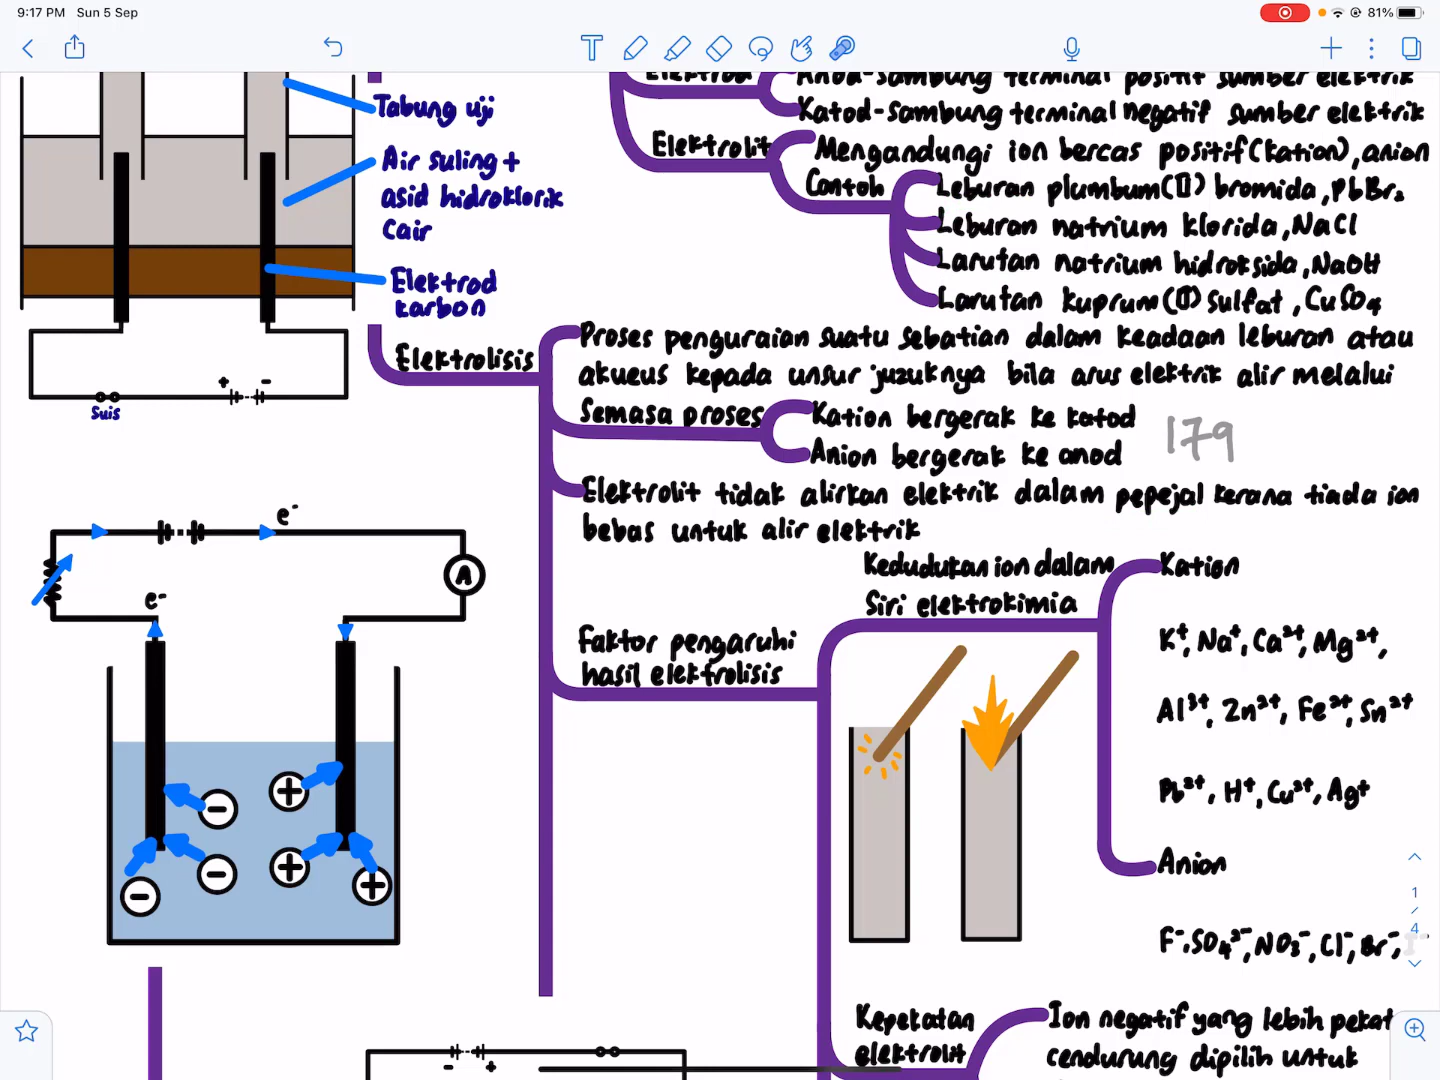 9:17 PM Sun 5 Sep
81%
Tabung uji
Air suling +
asid hidroklorik
cair
Elektrod
karbon
+ -
Suis
Elektrod
Anod-sambung terminal positif sumber elektrik
Katod-sambung terminal negatif sumber elektrik
Elektrolit
Mengandungi ion bercas positif(kation),anion
Contoh
Leburan plumbum(II) bromida,PbBr₂
Leburan natrium klorida,NaCl
Larutan natrium hidroksida,NaOH
Larutan kuprum(II) sulfat,CuSO₄
Elektrolisis
Proses penguraian suatu sebatian dalam keadaan leburan atau
akueus kepada unsur juzuknya bila arus elektrik alir melalui
Semasa proses
Kation bergerak ke katod
Anion bergerak ke anod
179
Elektrolit tidak alirkan elektrik dalam pepejal kerana tiada ion
bebas untuk alir elektrik
e⁻
A
e⁻
- - -
+ + +
Faktor pengaruhi
hasil elektrolisis
Kedudukan ion dalam
Siri elektrokimia
Kation
K⁺, Na⁺, Ca²⁺, Mg²⁺,
Al³⁺, Zn²⁺, Fe²⁺, Sn²⁺
Pb²⁺, H⁺, Cu²⁺, Ag⁺
Anion
F⁻, SO₄²⁻, NO₃⁻, Cl⁻, Br⁻, I⁻
1
/
4
Kepekatan
elektrolit
Ion negatif yang lebih pekat
cendurung dipilih untuk
- +